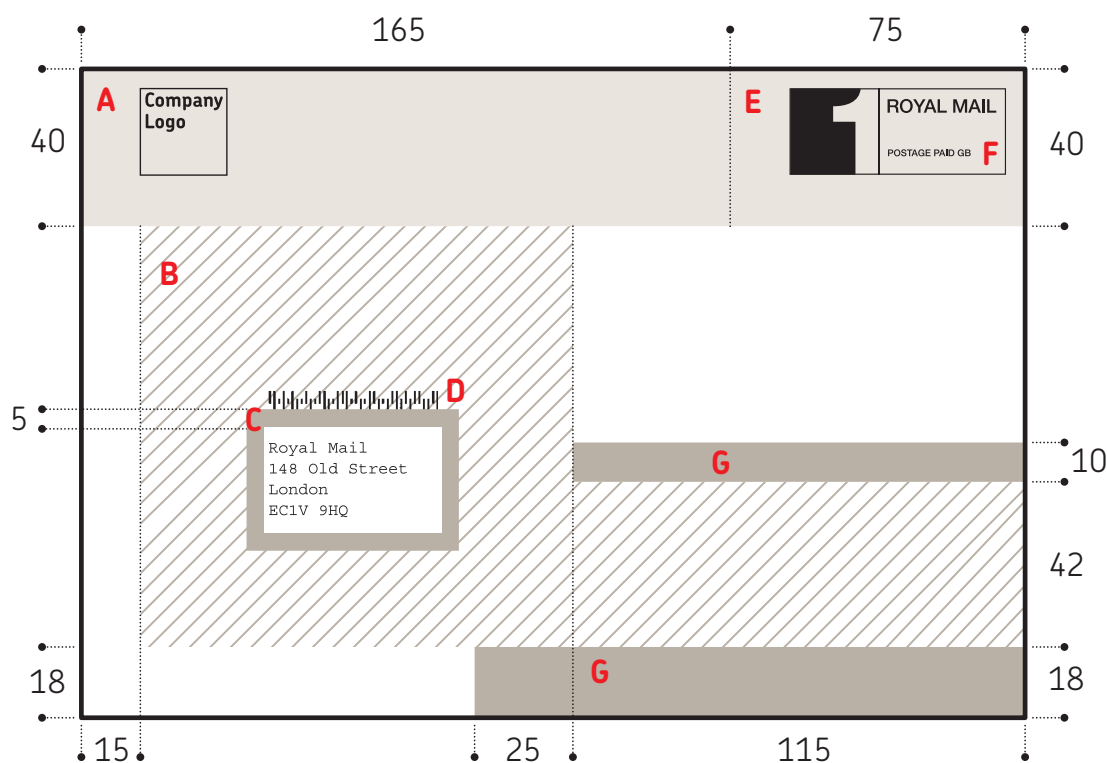 165
75
A
Company
Logo
E
1
ROYAL MAIL
POSTAGE PAID GB
F
40
40
B
D
5
C
Royal Mail
148 Old Street
London
EC1V 9HQ
G
10
42
18
G
18
15
25
115